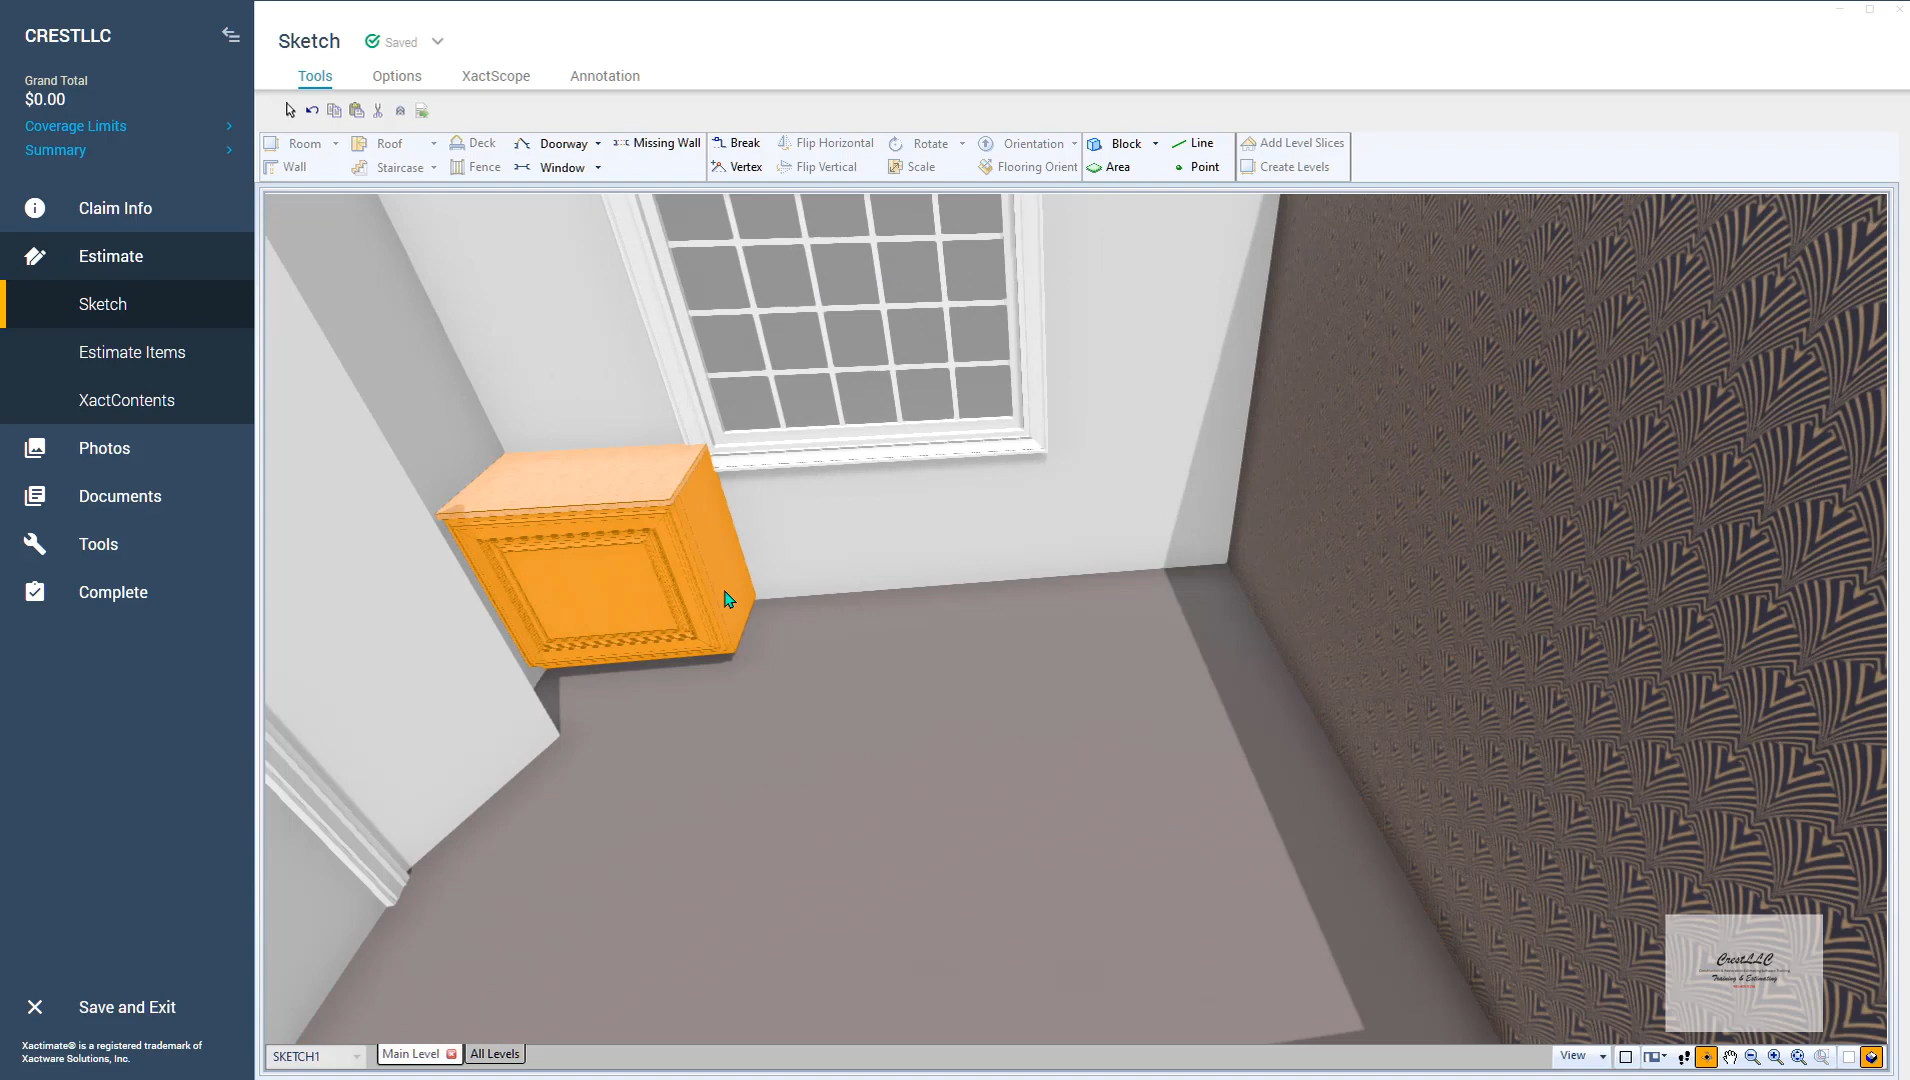 CRESTLLC
Grand Total
$0.00
Coverage Limits
Summary
Claim Info
Estimate
Sketch
Estimate Items
XactContents
Photos
Documents
Tools
Complete
Save and Exit
Xactimate® is a registered trademark of
Xactware Solutions, Inc.
Sketch Saved
Tools Options XactScope Annotation
Room Roof Deck Doorway Missing Wall Break Flip Horizontal Rotate Orientation Block Line Add Level Slices
Wall Staircase Fence Window Vertex Flip Vertical Scale Flooring Orient Area Point Create Levels
CrestLLC
Training & Estimating
SKETCH1 Main Level All Levels View